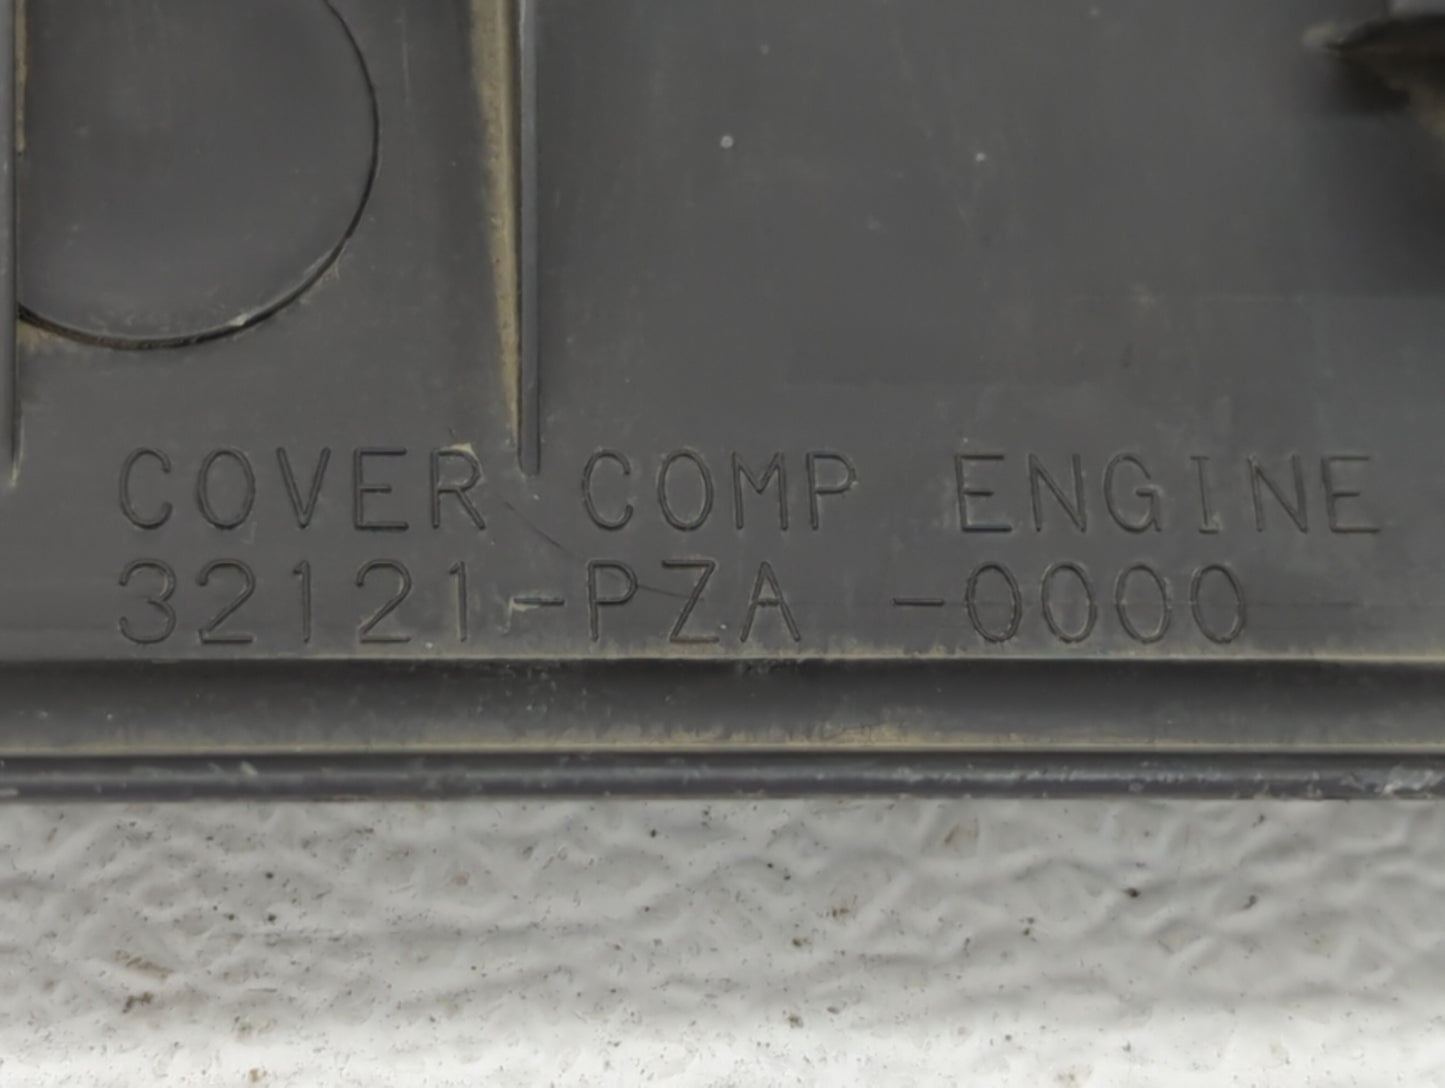 COVER COMP ENGINE
32121-PZA -0000